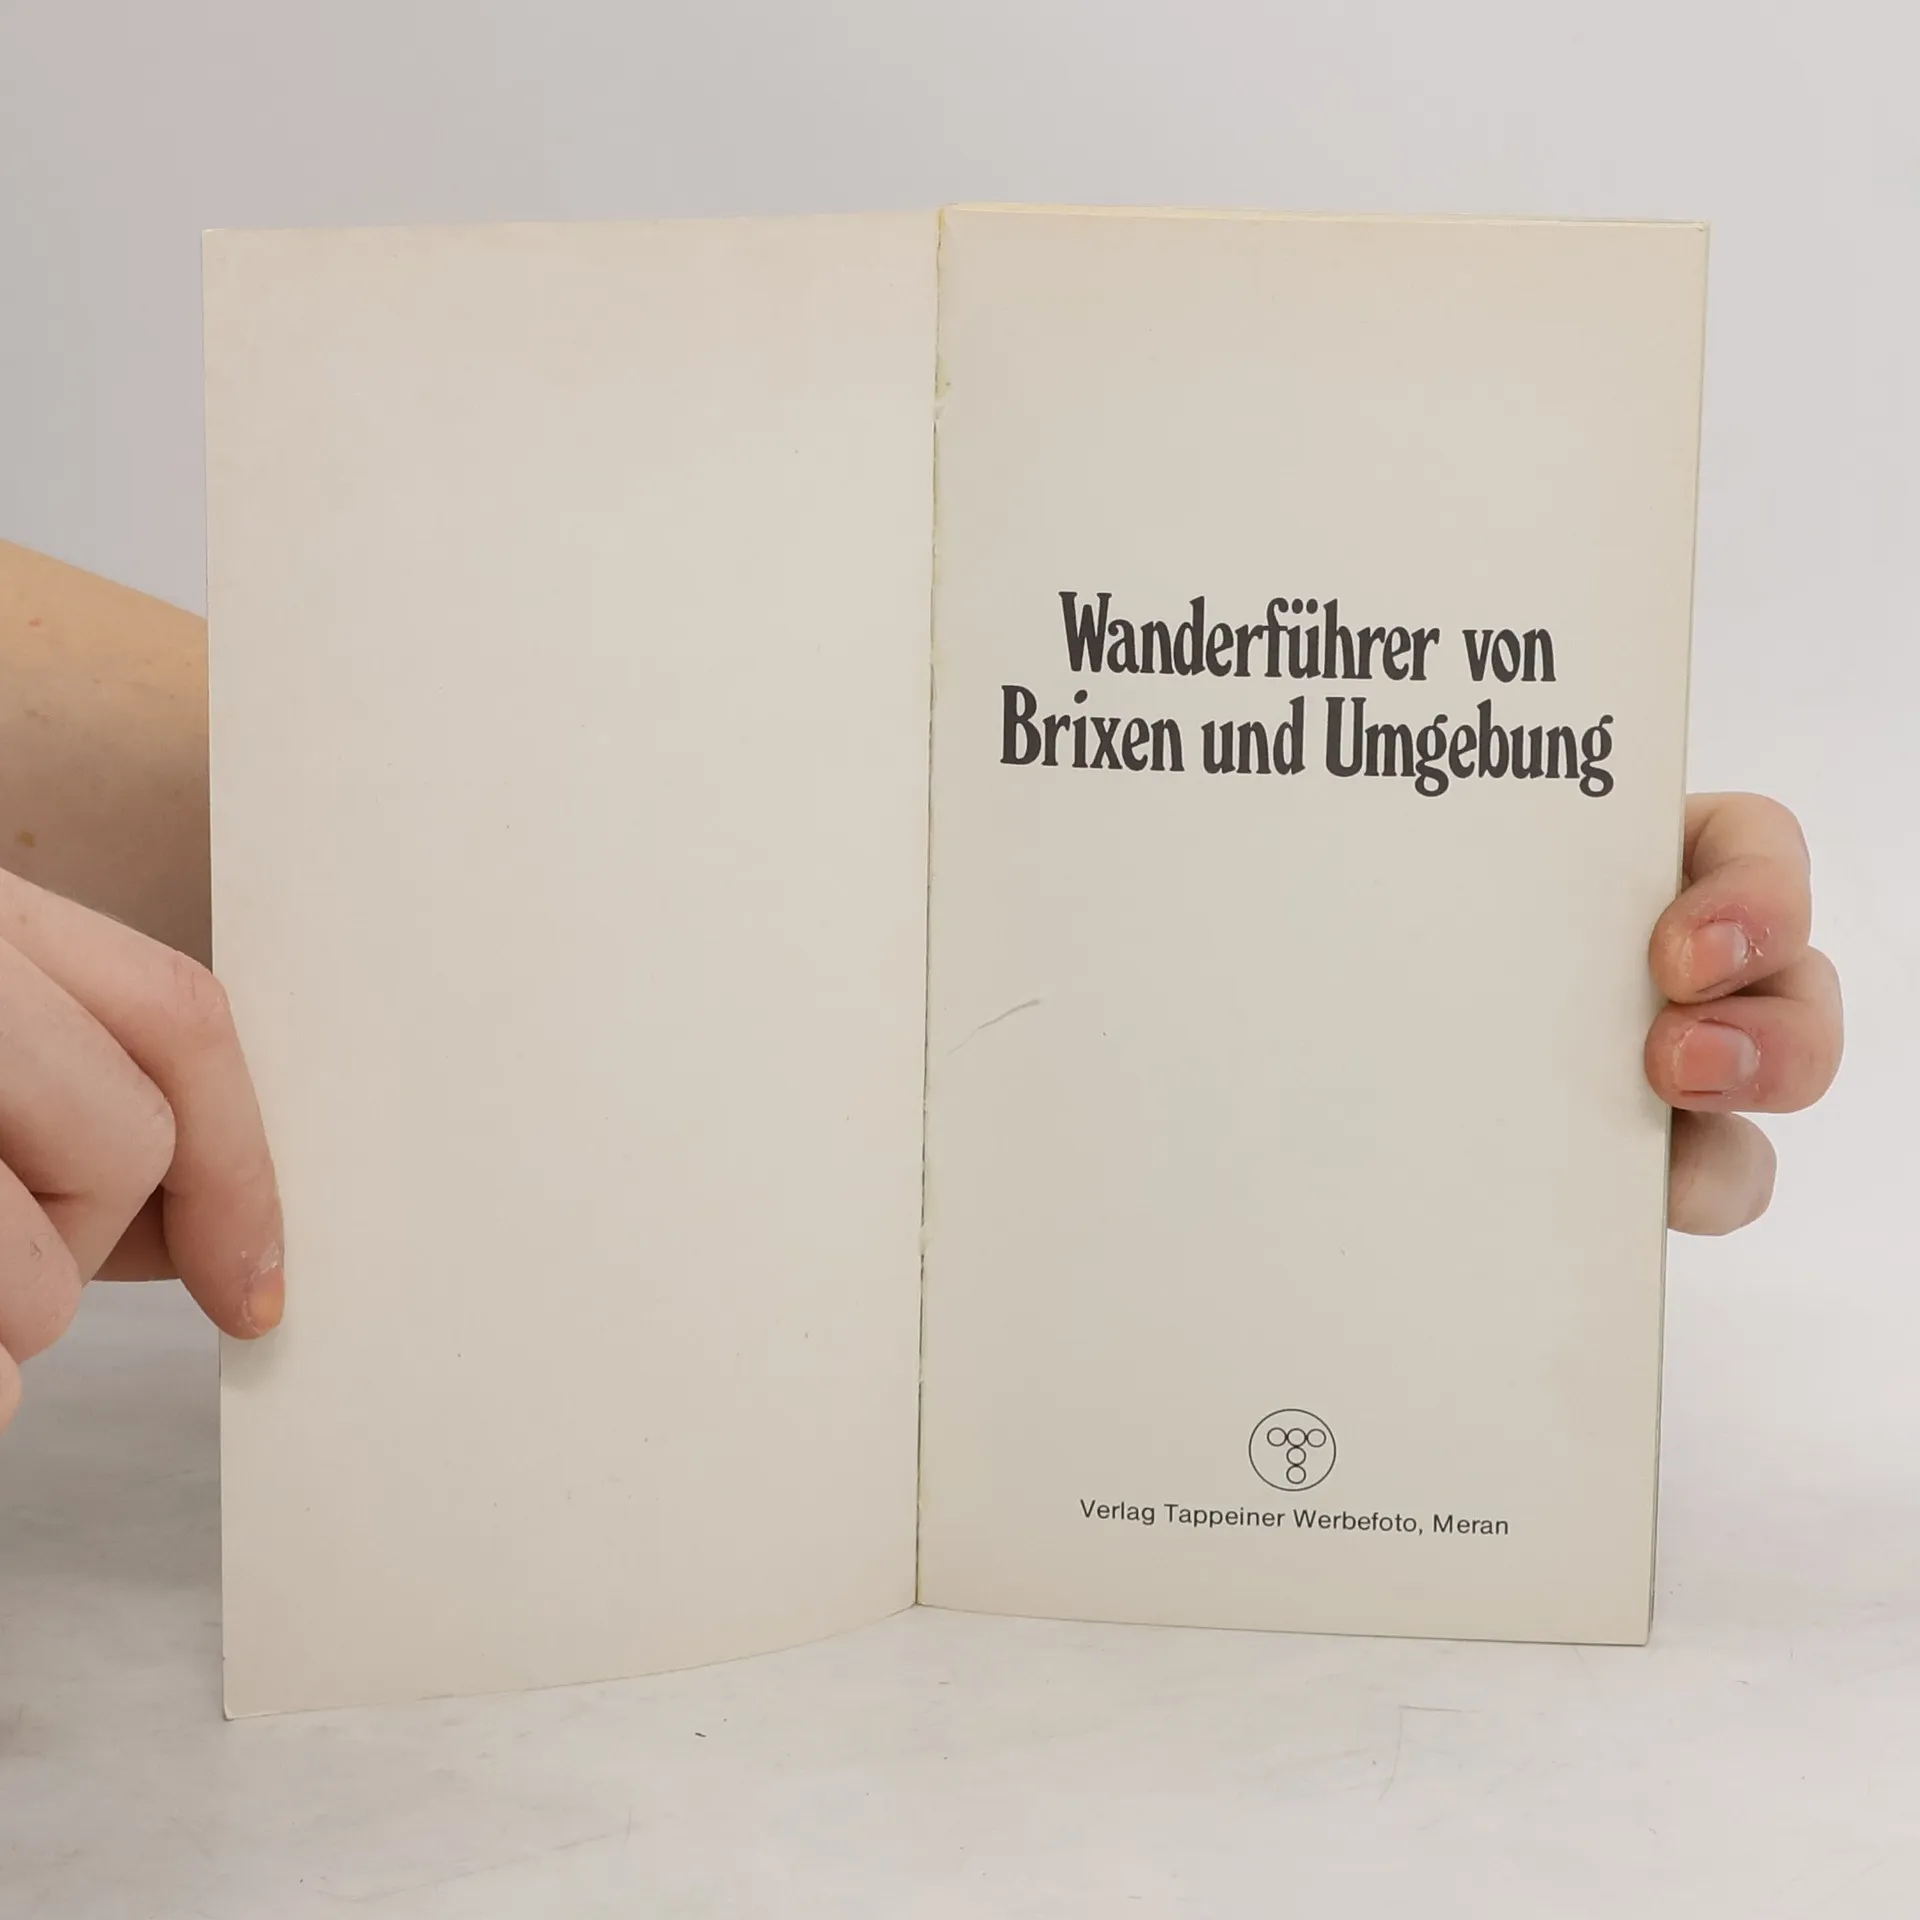 Wanderführer von
Brixen und Umgebung
Verlag Tappeiner Werbefoto, Meran